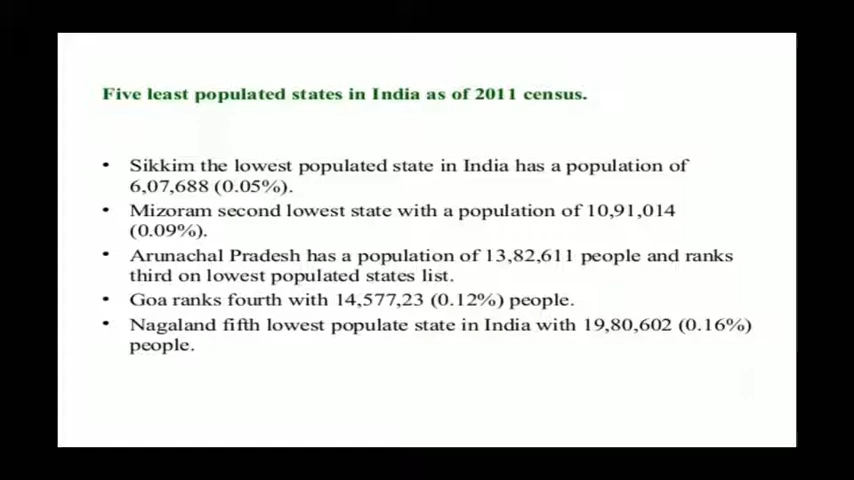 Five least populated states in India as of 2011 census.
• Sikkim the lowest populated state in India has a population of
6,07,688 (0.05%).
• Mizoram second lowest state with a population of 10,91,014
(0.09%).
• Arunachal Pradesh has a population of 13,82,611 people and ranks
third on lowest populated states list.
• Goa ranks fourth with 14,577,23 (0.12%) people.
• Nagaland fifth lowest populate state in India with 19,80,602 (0.16%)
people.